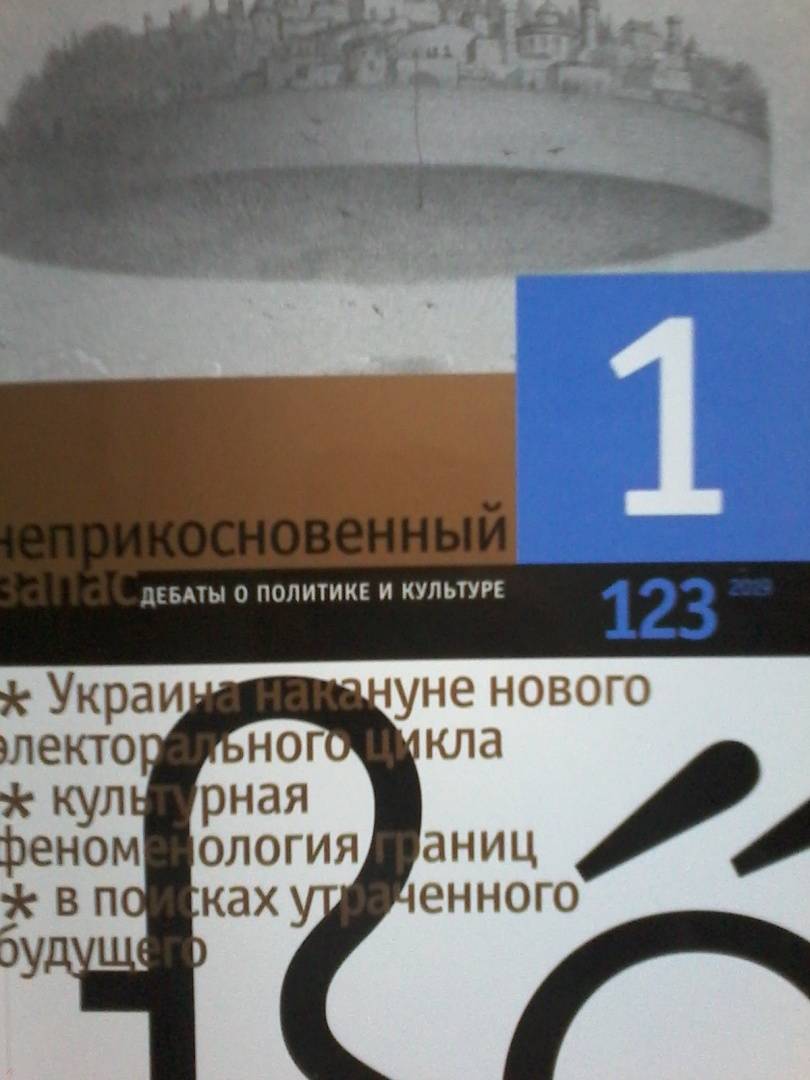 1
неприкосновенный
запас ДЕБАТЫ О ПОЛИТИКЕ И КУЛЬТУРЕ
123 2019
* Украина накануне нового
электорального цикла
* культурная
феноменология границ
* в поисках утраченного
будущего